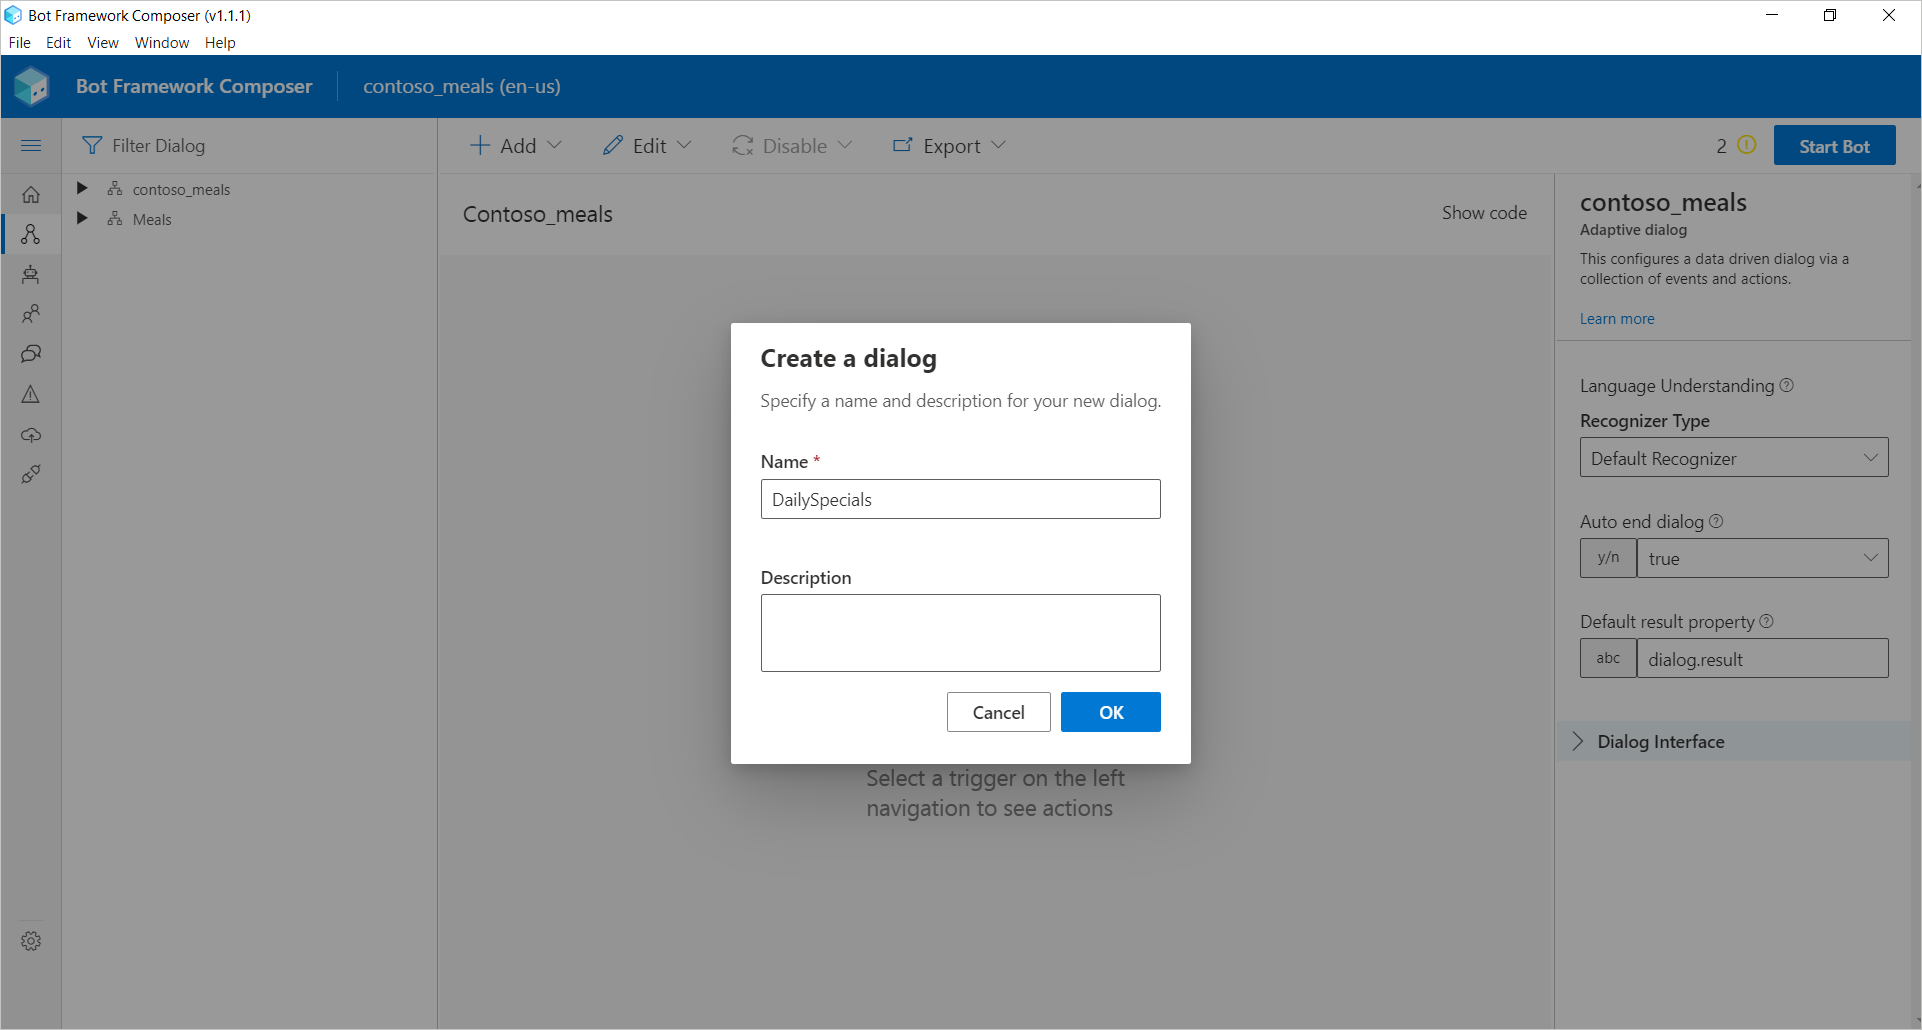 Bot Framework Composer (v1.1.1)
File Edit View Window Help
Bot Framework Composer contoso_meals (en-us)
Filter Dialog
Add Edit Disable Export 2 Start Bot
contoso_meals
Meals
Contoso_meals Show code
Create a dialog
Specify a name and description for your new dialog.
Name *
DailySpecials
Description
Cancel OK
Select a trigger on the left
navigation to see actions
contoso_meals
Adaptive dialog
This configures a data driven dialog via a
collection of events and actions.
Learn more
Language Understanding
Recognizer Type
Default Recognizer
Auto end dialog
y/n true
Default result property
abc dialog.result
Dialog Interface